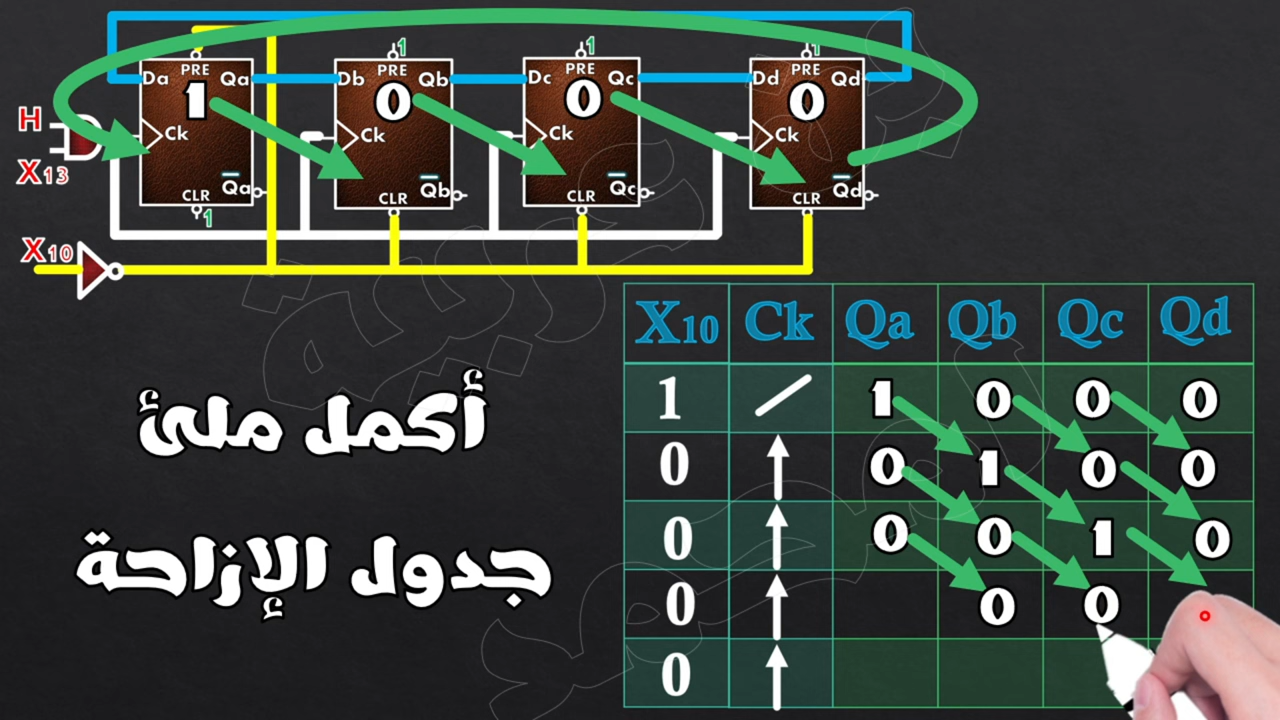 1 1 1
Da PRE Qa Db PRE Qb Dc PRE Qc Dd PRE Qd
1 0 0 0
H Ck Ck Ck Ck
X13
Qa Qb Qc Qd
CLR CLR CLR CLR
1
X10
X10 Ck Qa Qb Qc Qd
1 1 0 0 0
0 ↑ 0 1 0 0
0 ↑ 0 0 1 0
0 ↑ 0 0
0 ↑
أكمل ملئ
جدول الإزاحة